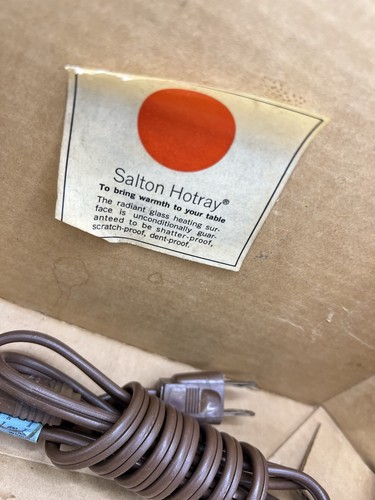 Salton Hotray®
To bring warmth to your table
The radiant glass heating sur-
face is unconditionally guar-
anteed to be shatter-proof,
scratch-proof, dent-proof.